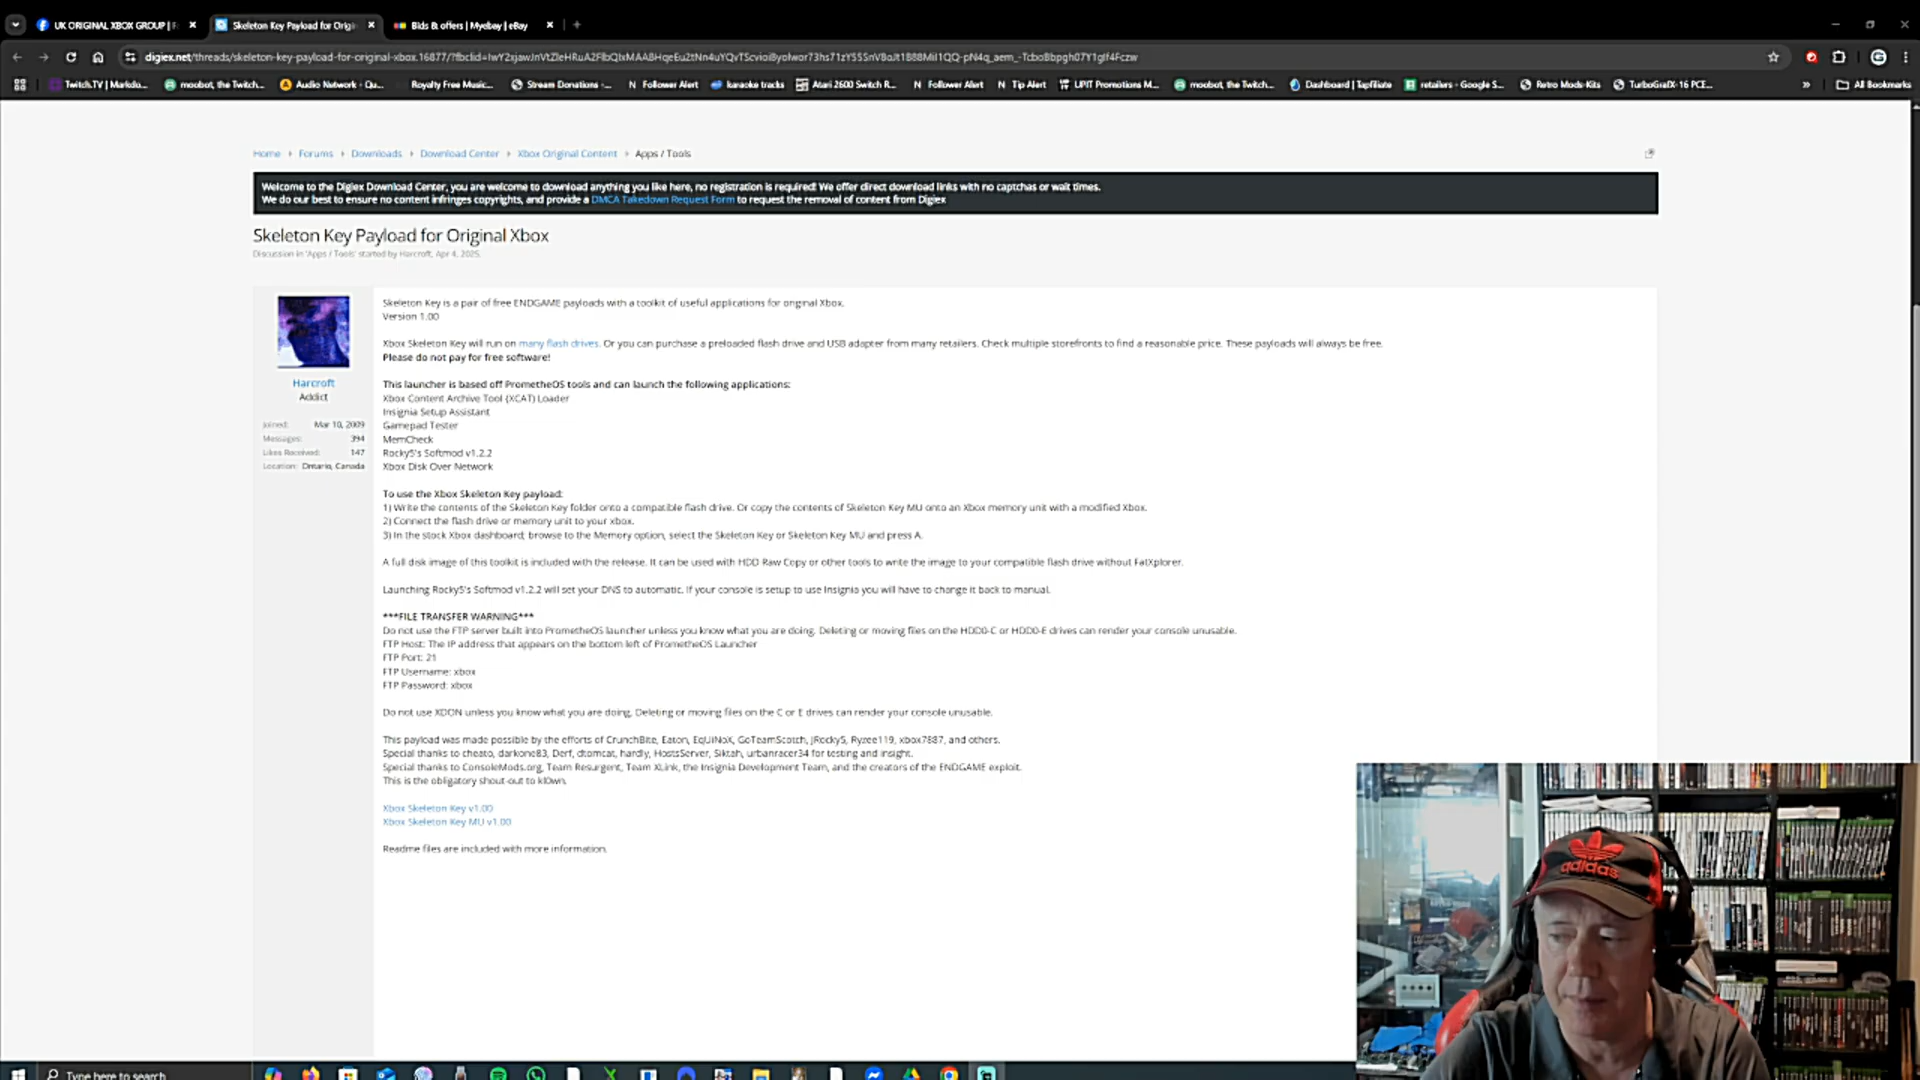 UK ORIGINAL XBOX GROUP |
Skeleton Key Payload for Orig
Bids & offers | Myebay | eBay
Twitch.TV | Marko...
moobot, the Twitch...
Audio Network - Qu...
Royalty Free Music...
Stream Donations -...
Follower Alert
karaoke tracks
Atari 2600 Switch R...
Follower Alert
Tip Alert
UPIT Promotions M...
moobot, the Twitch...
Dashboard | Tapfiliate
retailers - Google S...
Retro Mods-Kits
TurboGrafX-16 PCE...
All Bookmarks
Home
Forums
Downloads
Download Center
Xbox Original Content
Apps / Tools
Welcome to the Digiex Download Center, you are welcome to download anything you like here, no registration is required! We offer direct download links with no captchas or wait times.
We do our best to ensure no content infringes copyrights, and provide a DMCA Takedown Request Form to request the removal of content from Digiex
Skeleton Key Payload for Original Xbox
Discussion in 'Apps / Tools' started by Harcroft, Apr 4, 2025.
Harcroft
Addict
Joined: Mar 10, 2009
Messages: 394
Likes Received: 147
Location: Ontario, Canada
Skeleton Key is a pair of free ENDGAME payloads with a toolkit of useful applications for original Xbox.
Version 1.00
Xbox Skeleton Key will run on many flash drives. Or you can purchase a preloaded flash drive and USB adapter from many retailers. Check multiple storefronts to find a reasonable price. These payloads will always be free.
Please do not pay for free software!
This launcher is based off PrometheOS tools and can launch the following applications:
Xbox Content Archive Tool (XCAT) Loader
Insignia Setup Assistant
Gamepad Tester
MemCheck
Rocky5's Softmod v1.2.2
Xbox Disk Over Network
To use the Xbox Skeleton Key payload:
1) Write the contents of the Skeleton Key folder onto a compatible flash drive. Or copy the contents of Skeleton Key MU onto an Xbox memory unit with a modified Xbox.
2) Connect the flash drive or memory unit to your xbox.
3) In the stock Xbox dashboard, browse to the Memory option, select the Skeleton Key or Skeleton Key MU and press A.
A full disk image of this toolkit is included with the release. It can be used with HDD Raw Copy or other tools to write the image to your compatible flash drive without FatXplorer.
Launching Rocky5's Softmod v1.2.2 will set your DNS to automatic. If your console is setup to use Insignia you will have to change it back to manual.
***FILE TRANSFER WARNING***
Do not use the FTP server built into PrometheOS launcher unless you know what you are doing. Deleting or moving files on the HDD0-C or HDD0-E drives can render your console unusable.
FTP Host: The IP address that appears on the bottom left of PrometheOS Launcher
FTP Port: 21
FTP Username: xbox
FTP Password: xbox
Do not use XDON unless you know what you are doing. Deleting or moving files on the C or E drives can render your console unusable.
This payload was made possible by the efforts of CrunchBite, Eaton, EqUiNoX, GoTeamScotch, JRocky5, Ryzee119, xbox7887, and others.
Special thanks to cheato, darkone83, Derf, dtomcat, hardly, HostsServer, Siktah, urbanracer34 for testing and insight.
Special thanks to ConsoleMods.org, Team Resurgent, Team XLink, the Insignia Development Team, and the creators of the ENDGAME exploit.
This is the obligatory shout-out to kl0wn.
Xbox Skeleton Key v1.00
Xbox Skeleton Key MU v1.00
Readme files are included with more information.
adidas
Type here to search